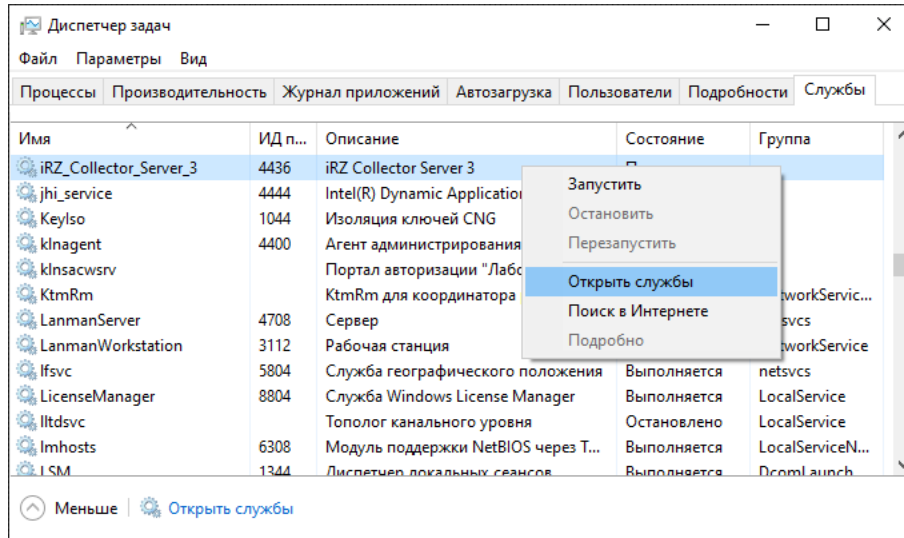 Диспетчер задач
Файл Параметры Вид
Процессы Производительность Журнал приложений Автозагрузка Пользователи Подробности Службы
Имя ИД п... Описание Состояние Группа
iRZ_Collector_Server_3 4436 iRZ Collector Server 3
jhi_service 4444 Intel(R) Dynamic
Запустить
KeyIso 1044 Изоляция ключей CNG
Остановить
klnagent 4400 Агент администрирования
Перезапустить
klnsacwsrv Портал авторизации
Открыть службы
KtmRm KtmRm для координатора
Поиск в Интернете
LanmanServer 4708 Сервер
Подробно
LanmanWorkstation 3112 Рабочая станция
lfsvc 5804 Служба географического положения Выполняется netsvcs
LicenseManager 8804 Служба Windows License Manager Выполняется LocalService
lltdsvc Тополог канального уровня Остановлено LocalService
lmhosts 6308 Модуль поддержки NetBIOS через T... Выполняется LocalServiceN...
LSM 1344 Диспетчер локальных сеансов Выполняется DcomLaunch
Меньше Открыть службы